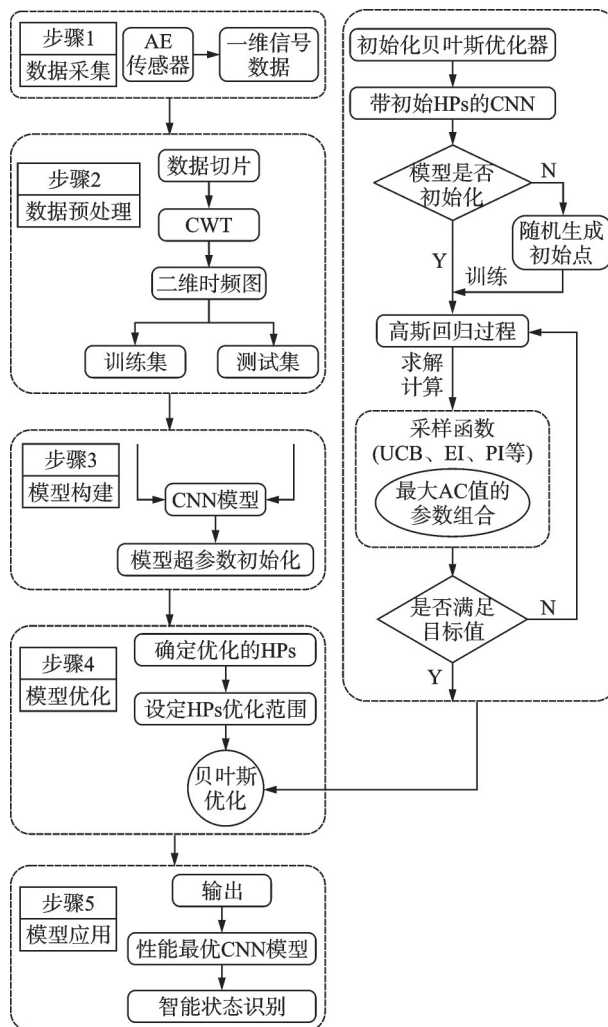 步骤1
数据采集
AE
传感器
一维信号
数据
步骤2
数据预处理
数据切片
CWT
二维时频图
训练集
测试集
步骤3
模型构建
CNN模型
模型超参数初始化
步骤4
模型优化
确定优化的HPs
设定HPs优化范围
贝叶斯
优化
步骤5
模型应用
输出
性能最优CNN模型
智能状态识别
初始化贝叶斯优化器
带初始HPs的CNN
模型是否
初始化
N
随机生成
初始点
Y
训练
高斯回归过程
求解
计算
采样函数
(UCB、EI、PI等)
最大AC值的
参数组合
是否满足
目标值
N
Y